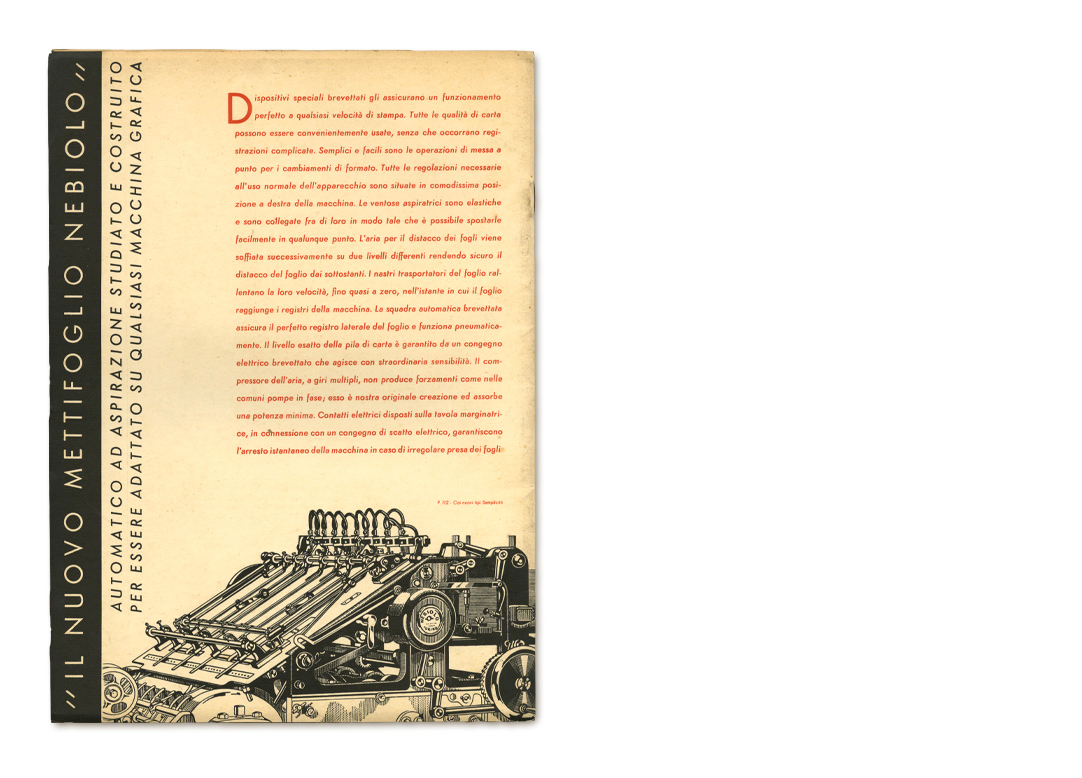 "IL NUOVO METTIFOGLIO NEBIOLO"
AUTOMATICO AD ASPIRAZIONE STUDIATO E COSTRUITO
PER ESSERE ADATTATO SU QUALSIASI MACCHINA GRAFICA
Dispositivi speciali brevettati gli assicurano un funzionamento
perfetto a qualsiasi velocità di stampa. Tutte le qualità di carta
possono essere convenientemente usate, senza che occorrano regi-
strazioni complicate. Semplici e facili sono le operazioni di messa a
punto per i cambiamenti di formato. Tutte le regolazioni necessarie
all'uso normale dell'apparecchio sono situate in comodissima posi-
zione a destra della macchina. Le ventose aspiratrici sono elastiche
e sono collegate fra di loro in modo tale che è possibile spostarle
facilmente in qualunque punto. L'aria per il distacco dei fogli viene
soffiata successivamente su due livelli differenti rendendo sicuro il
distacco del foglio dai sottostanti. I nastri trasportatori del foglio ral-
lentano la loro velocità, fino quasi a zero, nell'istante in cui il foglio
raggiunge i registri della macchina. La squadra automatica brevettata
assicura il perfetto registro laterale del foglio e funziona pneumatica-
mente. Il livello esatto della pila di carta è garantito da un congegno
elettrico brevettato che agisce con straordinaria sensibilità. Il com-
pressore dell'aria, a giri multipli, non produce forzamenti come nelle
comuni pompe in fase; esso è nostra originale creazione ed assorbe
una potenza minima. Contatti elettrici disposti sulla tavola marginatri-
ce, in connessione con un congegno di scatto elettrico, garantiscono
l'arresto istantaneo della macchina in caso di irregolare presa dei fogli
112 - Coi nuovi tipi Semplicità